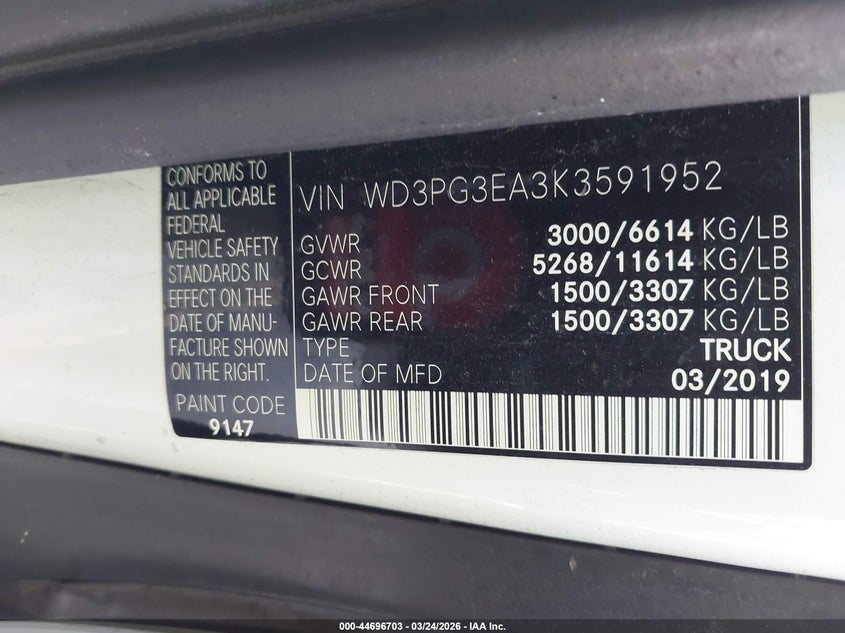 CONFORMS TO
ALL APPLICABLE
FEDERAL
VEHICLE SAFETY
STANDARDS IN
EFFECT ON THE
DATE OF MANU-
FACTURE SHOWN
ON THE RIGHT.
PAINT CODE
9147
VIN WD3PG3EA3K3591952
GVWR 3000/6614 KG/LB
GCWR 5268/11614 KG/LB
GAWR FRONT 1500/3307 KG/LB
GAWR REAR 1500/3307 KG/LB
TYPE TRUCK
DATE OF MFD 03/2019
000-44696703 - 03/24/2026 - IAA Inc.